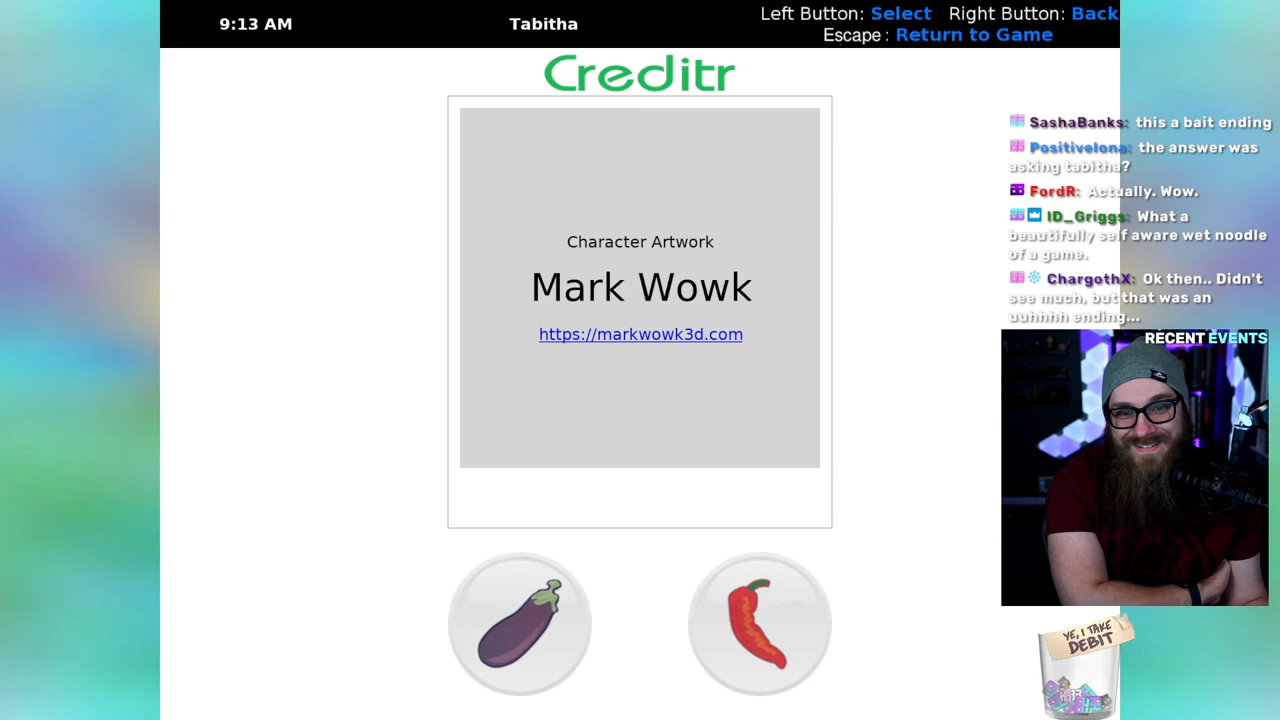 9:13 AM
Tabitha
Left Button: Select Right Button: Back
Escape : Return to Game
Creditr
Character Artwork
Mark Wowk
https://markwowk3d.com
SashaBanks: this a bait ending
PositiveIona: the answer was
asking tabitha?
FordR: Actually. Wow.
ID_Griggs: What a
beautifully self aware wet noodle
of a game.
ChargothX: Ok then.. Didn't
see much, but that was an
uuhhhh ending...
RECENT EVENTS
YE, I TAKE
DEBIT